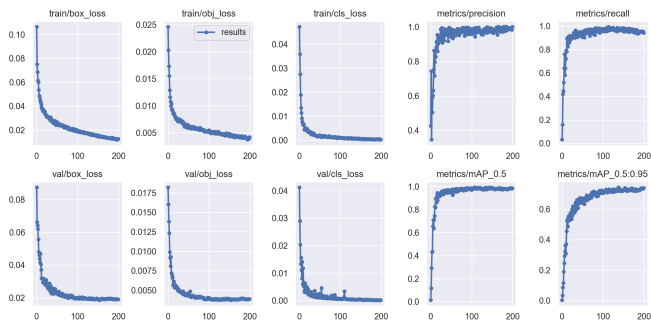 train/box_loss train/obj_loss train/cls_loss metrics/precision metrics/recall
0.10 0.08 0.06 0.04 0.02
0 100 200
0.025 0.020 0.015 0.010 0.005
results
0 100 200
0.04 0.03 0.02 0.01 0.00
0 100 200
1.0 0.8 0.6 0.4
0 100 200
1.0 0.8 0.6 0.4 0.2 0.0
0 100 200
val/box_loss val/obj_loss val/cls_loss metrics/mAP_0.5 metrics/mAP_0.5:0.95
0.08 0.06 0.04 0.02
0 100 200
0.0175 0.0150 0.0125 0.0100 0.0075 0.0050
0 100 200
0.04 0.03 0.02 0.01 0.00
0 100 200
1.0 0.8 0.6 0.4 0.2 0.0
0 100 200
0.6 0.4 0.2 0.0
0 100 200